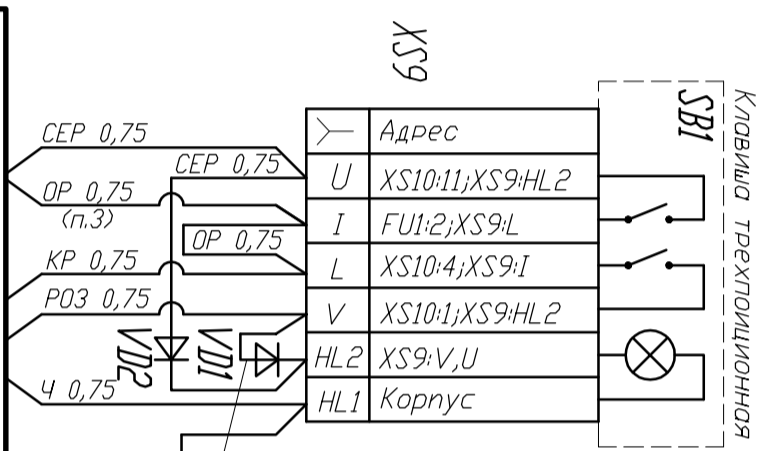 XS9
SB1
Клавиша трехпоиционная
Адрес
U XS10:11;XS9:HL2
I FU1:2;XS9:L
L XS10:4;XS9:I
V XS10:1;XS9:HL2
HL2 XS9:V,U
HL1 Корпус
СЕР 0,75
СЕР 0,75
ОР 0,75
(п.3)
ОР 0,75
КР 0,75
РОЗ 0,75
VD2
VD1
Ч 0,75